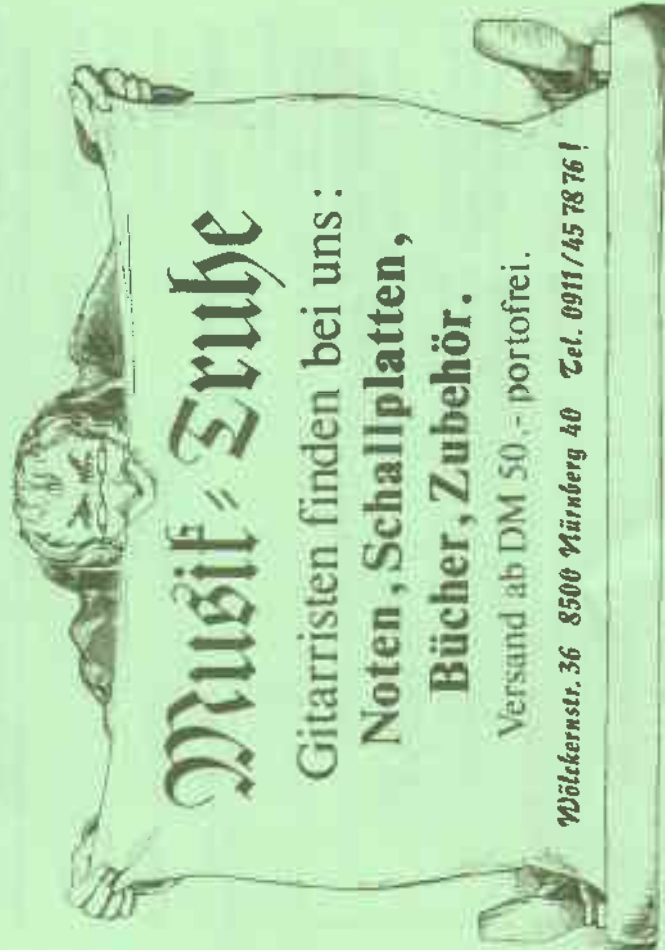 Musik-Truhe
Gitarristen finden bei uns:
Noten, Schallplatten,
Bücher, Zubehör.
Versand ab DM 50,- portofrei.
Wölckernstr. 36 8500 Nürnberg 40 Tel. 0911/45 78 76!